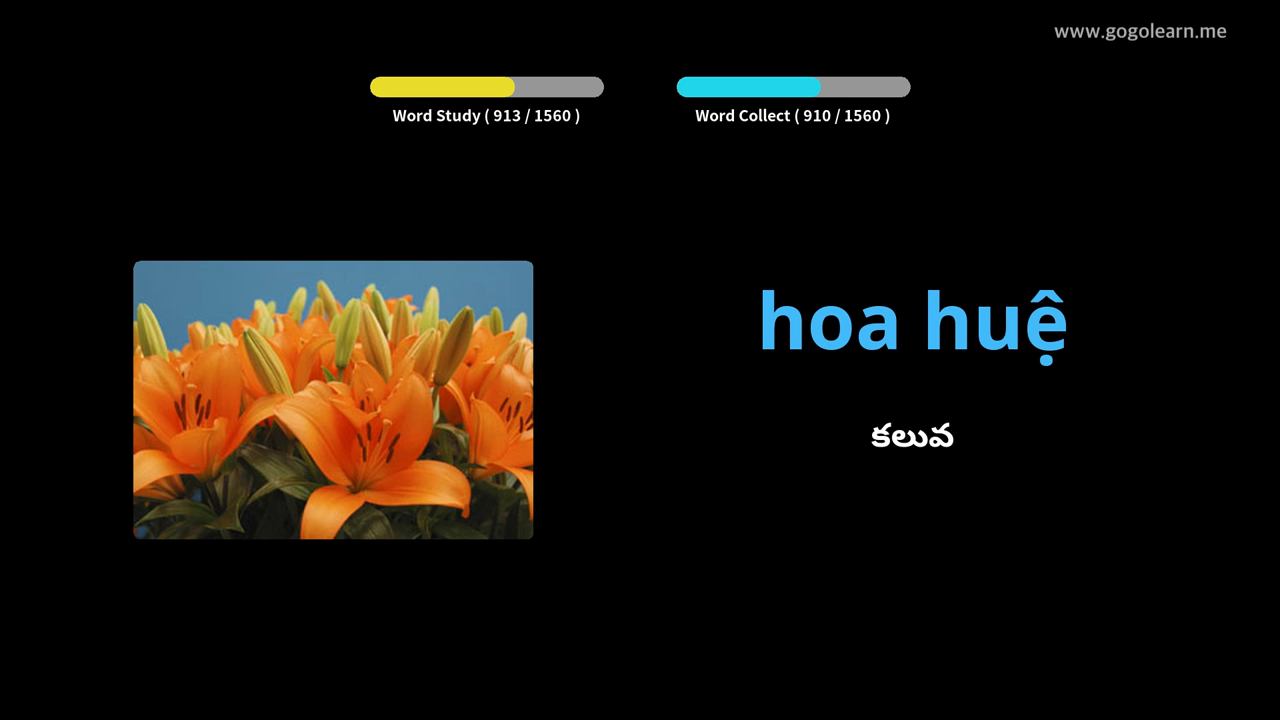 www.gogolearn.me
Word Study ( 913 / 1560 )
Word Collect ( 910 / 1560 )
hoa huệ
కలువ